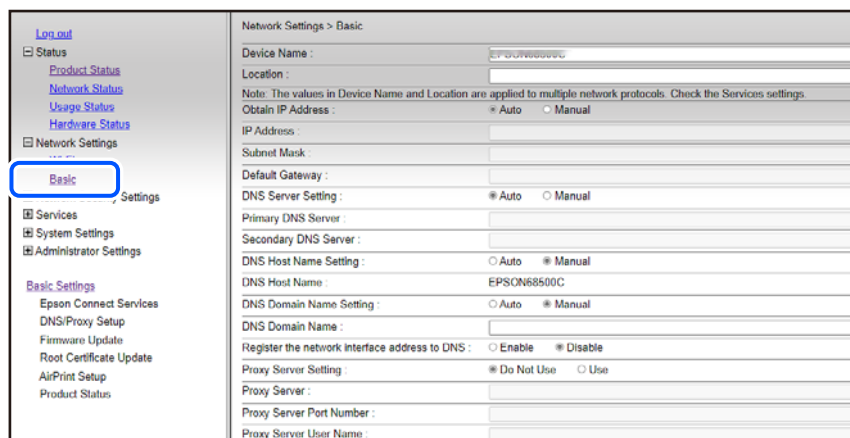 Log out
Status
Product Status
Network Status
Usage Status
Hardware Status
Network Settings
Basic
Settings
Services
System Settings
Administrator Settings
Basic Settings
Epson Connect Services
DNS/Proxy Setup
Firmware Update
Root Certificate Update
AirPrint Setup
Product Status
Network Settings > Basic
Device Name :
Location :
Note: The values in Device Name and Location are applied to multiple network protocols. Check the Services settings.
Obtain IP Address : Auto Manual
IP Address :
Subnet Mask :
Default Gateway :
DNS Server Setting : Auto Manual
Primary DNS Server :
Secondary DNS Server :
DNS Host Name Setting : Auto Manual
DNS Host Name : EPSON68500C
DNS Domain Name Setting : Auto Manual
DNS Domain Name :
Register the network interface address to DNS : Enable Disable
Proxy Server Setting : Do Not Use Use
Proxy Server :
Proxy Server Port Number :
Proxy Server User Name :